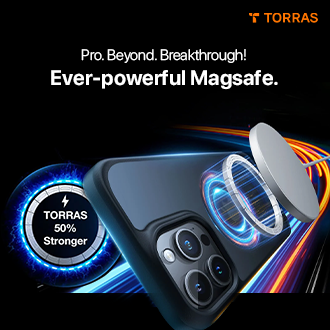 TORRAS
Pro. Beyond. Breakthrough!
Ever-powerful Magsafe.
TORRAS
50%
Stronger